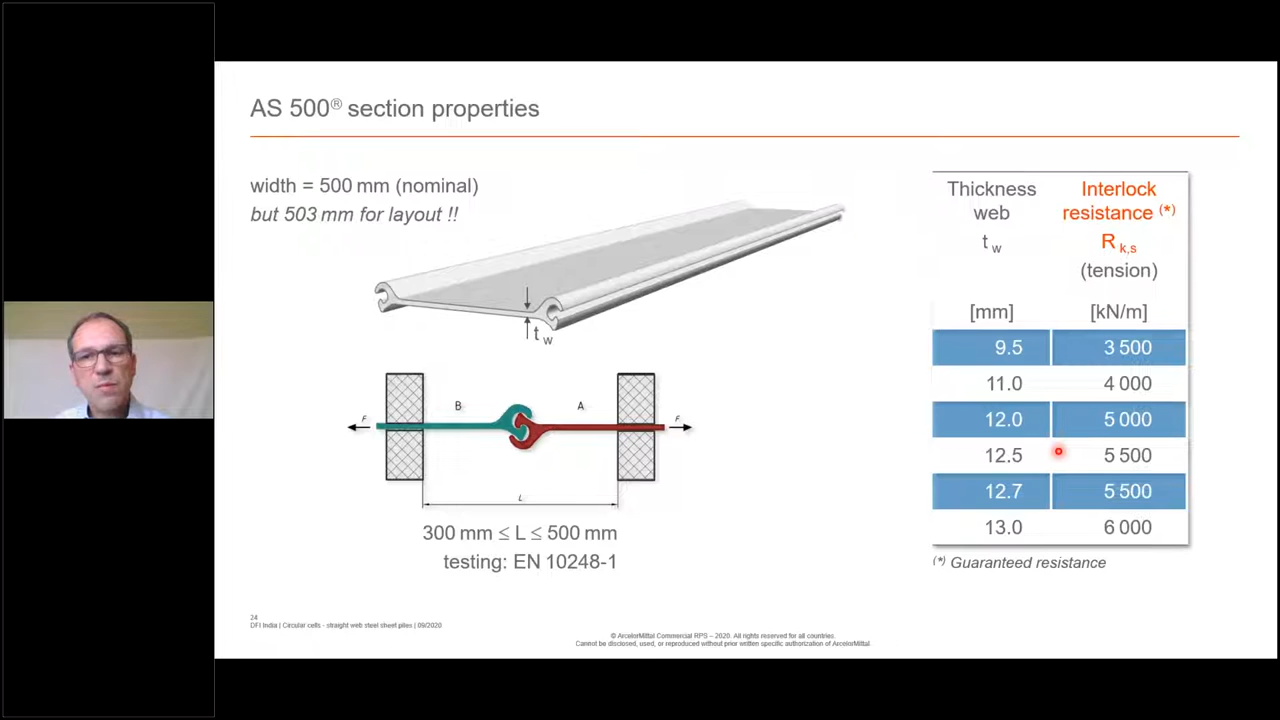 AS 500® section properties
width = 500 mm (nominal)
but 503 mm for layout !!
t w
B
A
F
F
L
300 mm ≤ L ≤ 500 mm
testing: EN 10248-1
Thickness web
Interlock resistance (*)
t w
R k,s
(tension)
[mm]
[kN/m]
9.5 3 500
11.0 4 000
12.0 5 000
12.5 5 500
12.7 5 500
13.0 6 000
(*) Guaranteed resistance
24
DFI India | Circular cells - straight web steel sheet piles | 09/2020
© ArcelorMittal Commercial RPS – 2020. All rights reserved for all countries.
Cannot be disclosed, used, or reproduced without prior written specific authorization of ArcelorMittal